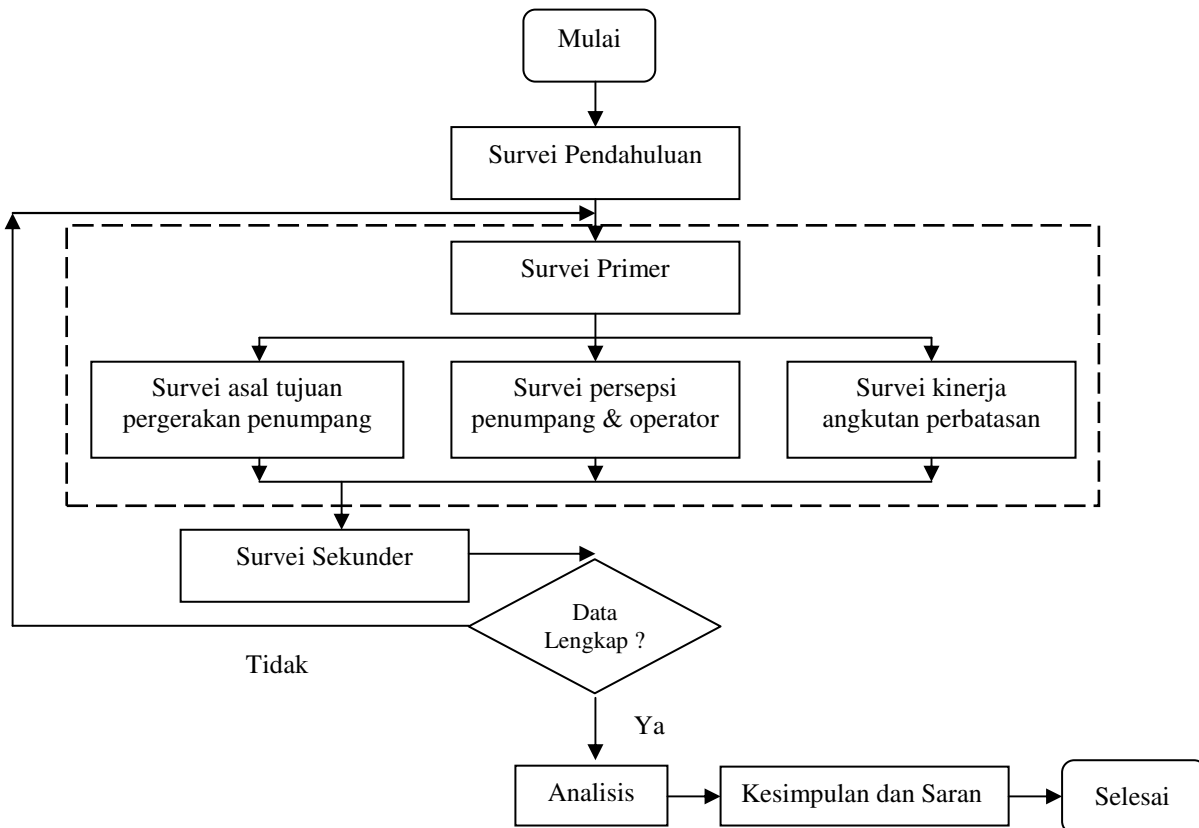 Mulai
Survei Pendahuluan
Survei Primer
Survei asal tujuan
pergerakan penumpang
Survei persepsi
penumpang & operator
Survei kinerja
angkutan perbatasan
Survei Sekunder
Data
Lengkap ?
Tidak
Ya
Analisis
Kesimpulan dan Saran
Selesai